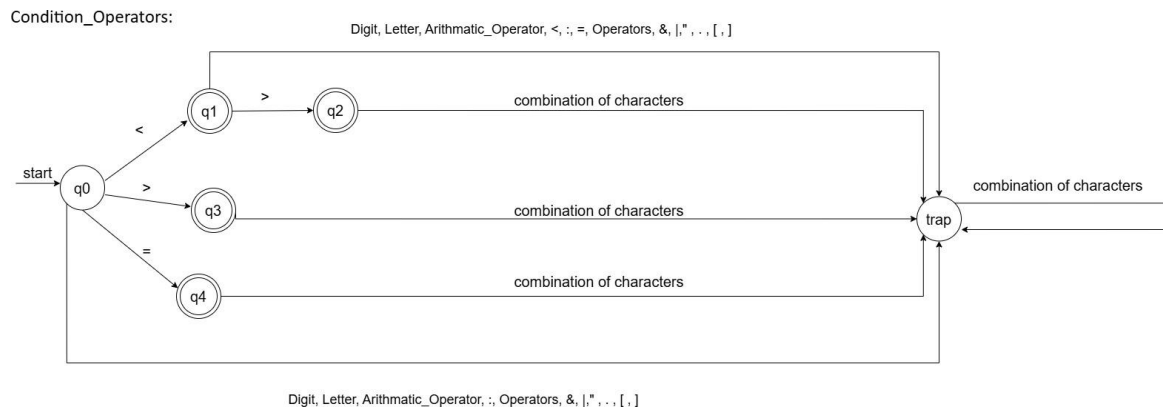 Condition_Operators:
Digit, Letter, Arithmatic_Operator, <, :, =, Operators, &, |," , . , [ , ]
q1
>
q2
combination of characters
<
start
q0
>
q3
combination of characters
trap
combination of characters
=
q4
combination of characters
Digit, Letter, Arithmatic_Operator, :, Operators, &, |," , . , [ , ]